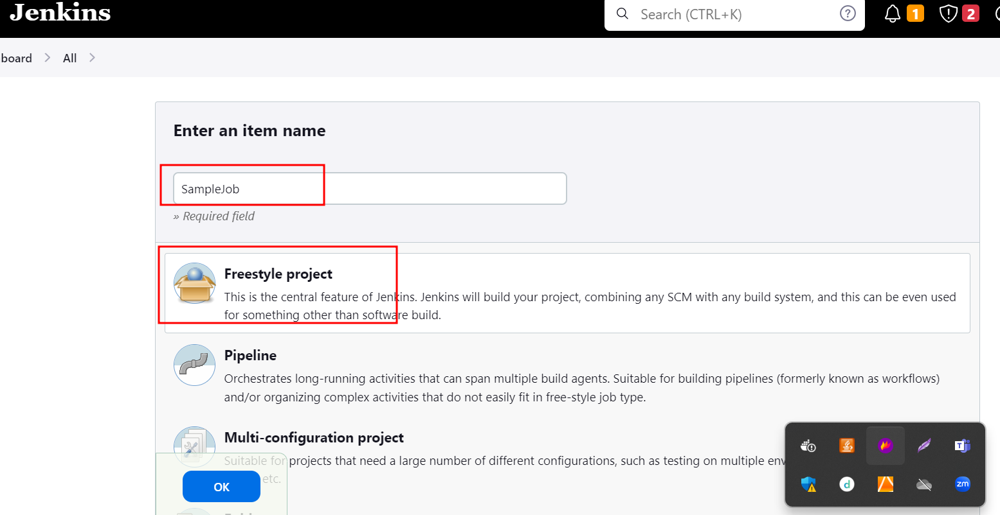 Jenkins
Search (CTRL+K)
?
1
2
board
All
Enter an item name
SampleJob
» Required field
Freestyle project
This is the central feature of Jenkins. Jenkins will build your project, combining any SCM with any build system, and this can be even used
for something other than software build.
Pipeline
Orchestrates long-running activities that can span multiple build agents. Suitable for building pipelines (formerly known as workflows)
and/or organizing complex activities that do not easily fit in free-style job type.
Multi-configuration project
Suitable for projects that need a large number of different configurations, such as testing on multiple env
etc.
OK
T
d
zm